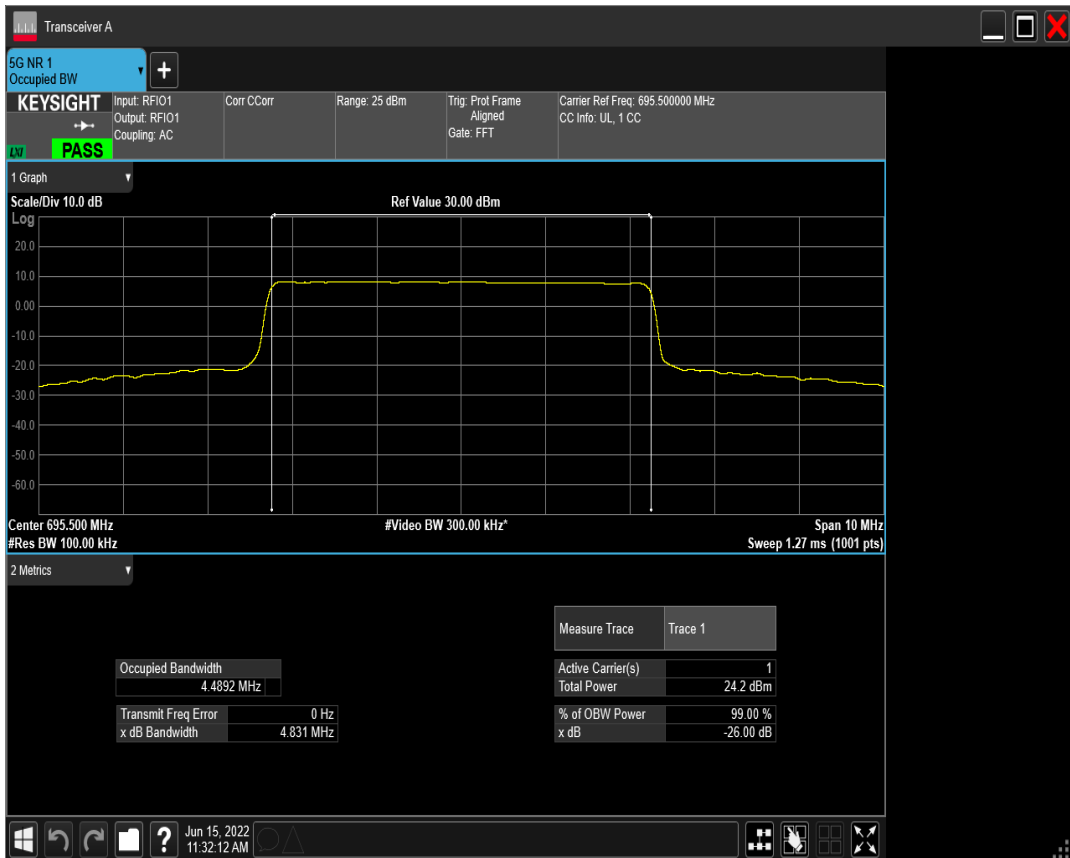 Transceiver A
5G NR 1
Occupied BW
KEYSIGHT
LXI
PASS
Input: RFIO1
Output: RFIO1
Coupling: AC
Corr CCorr
Range: 25 dBm
Trig: Prot Frame
Aligned
Gate: FFT
Carrier Ref Freq: 695.500000 MHz
CC Info: UL, 1 CC
1 Graph
Scale/Div 10.0 dB
Ref Value 30.00 dBm
Log
20.0
10.0
0.00
-10.0
-20.0
-30.0
-40.0
-50.0
-60.0
Center 695.500 MHz
#Video BW 300.00 kHz*
Span 10 MHz
#Res BW 100.00 kHz
Sweep 1.27 ms (1001 pts)
2 Metrics
Measure Trace Trace 1
Occupied Bandwidth
4.4892 MHz
Active Carrier(s) 1
Total Power 24.2 dBm
Transmit Freq Error 0 Hz
x dB Bandwidth 4.831 MHz
% of OBW Power 99.00 %
x dB -26.00 dB
?
Jun 15, 2022
11:32:12 AM